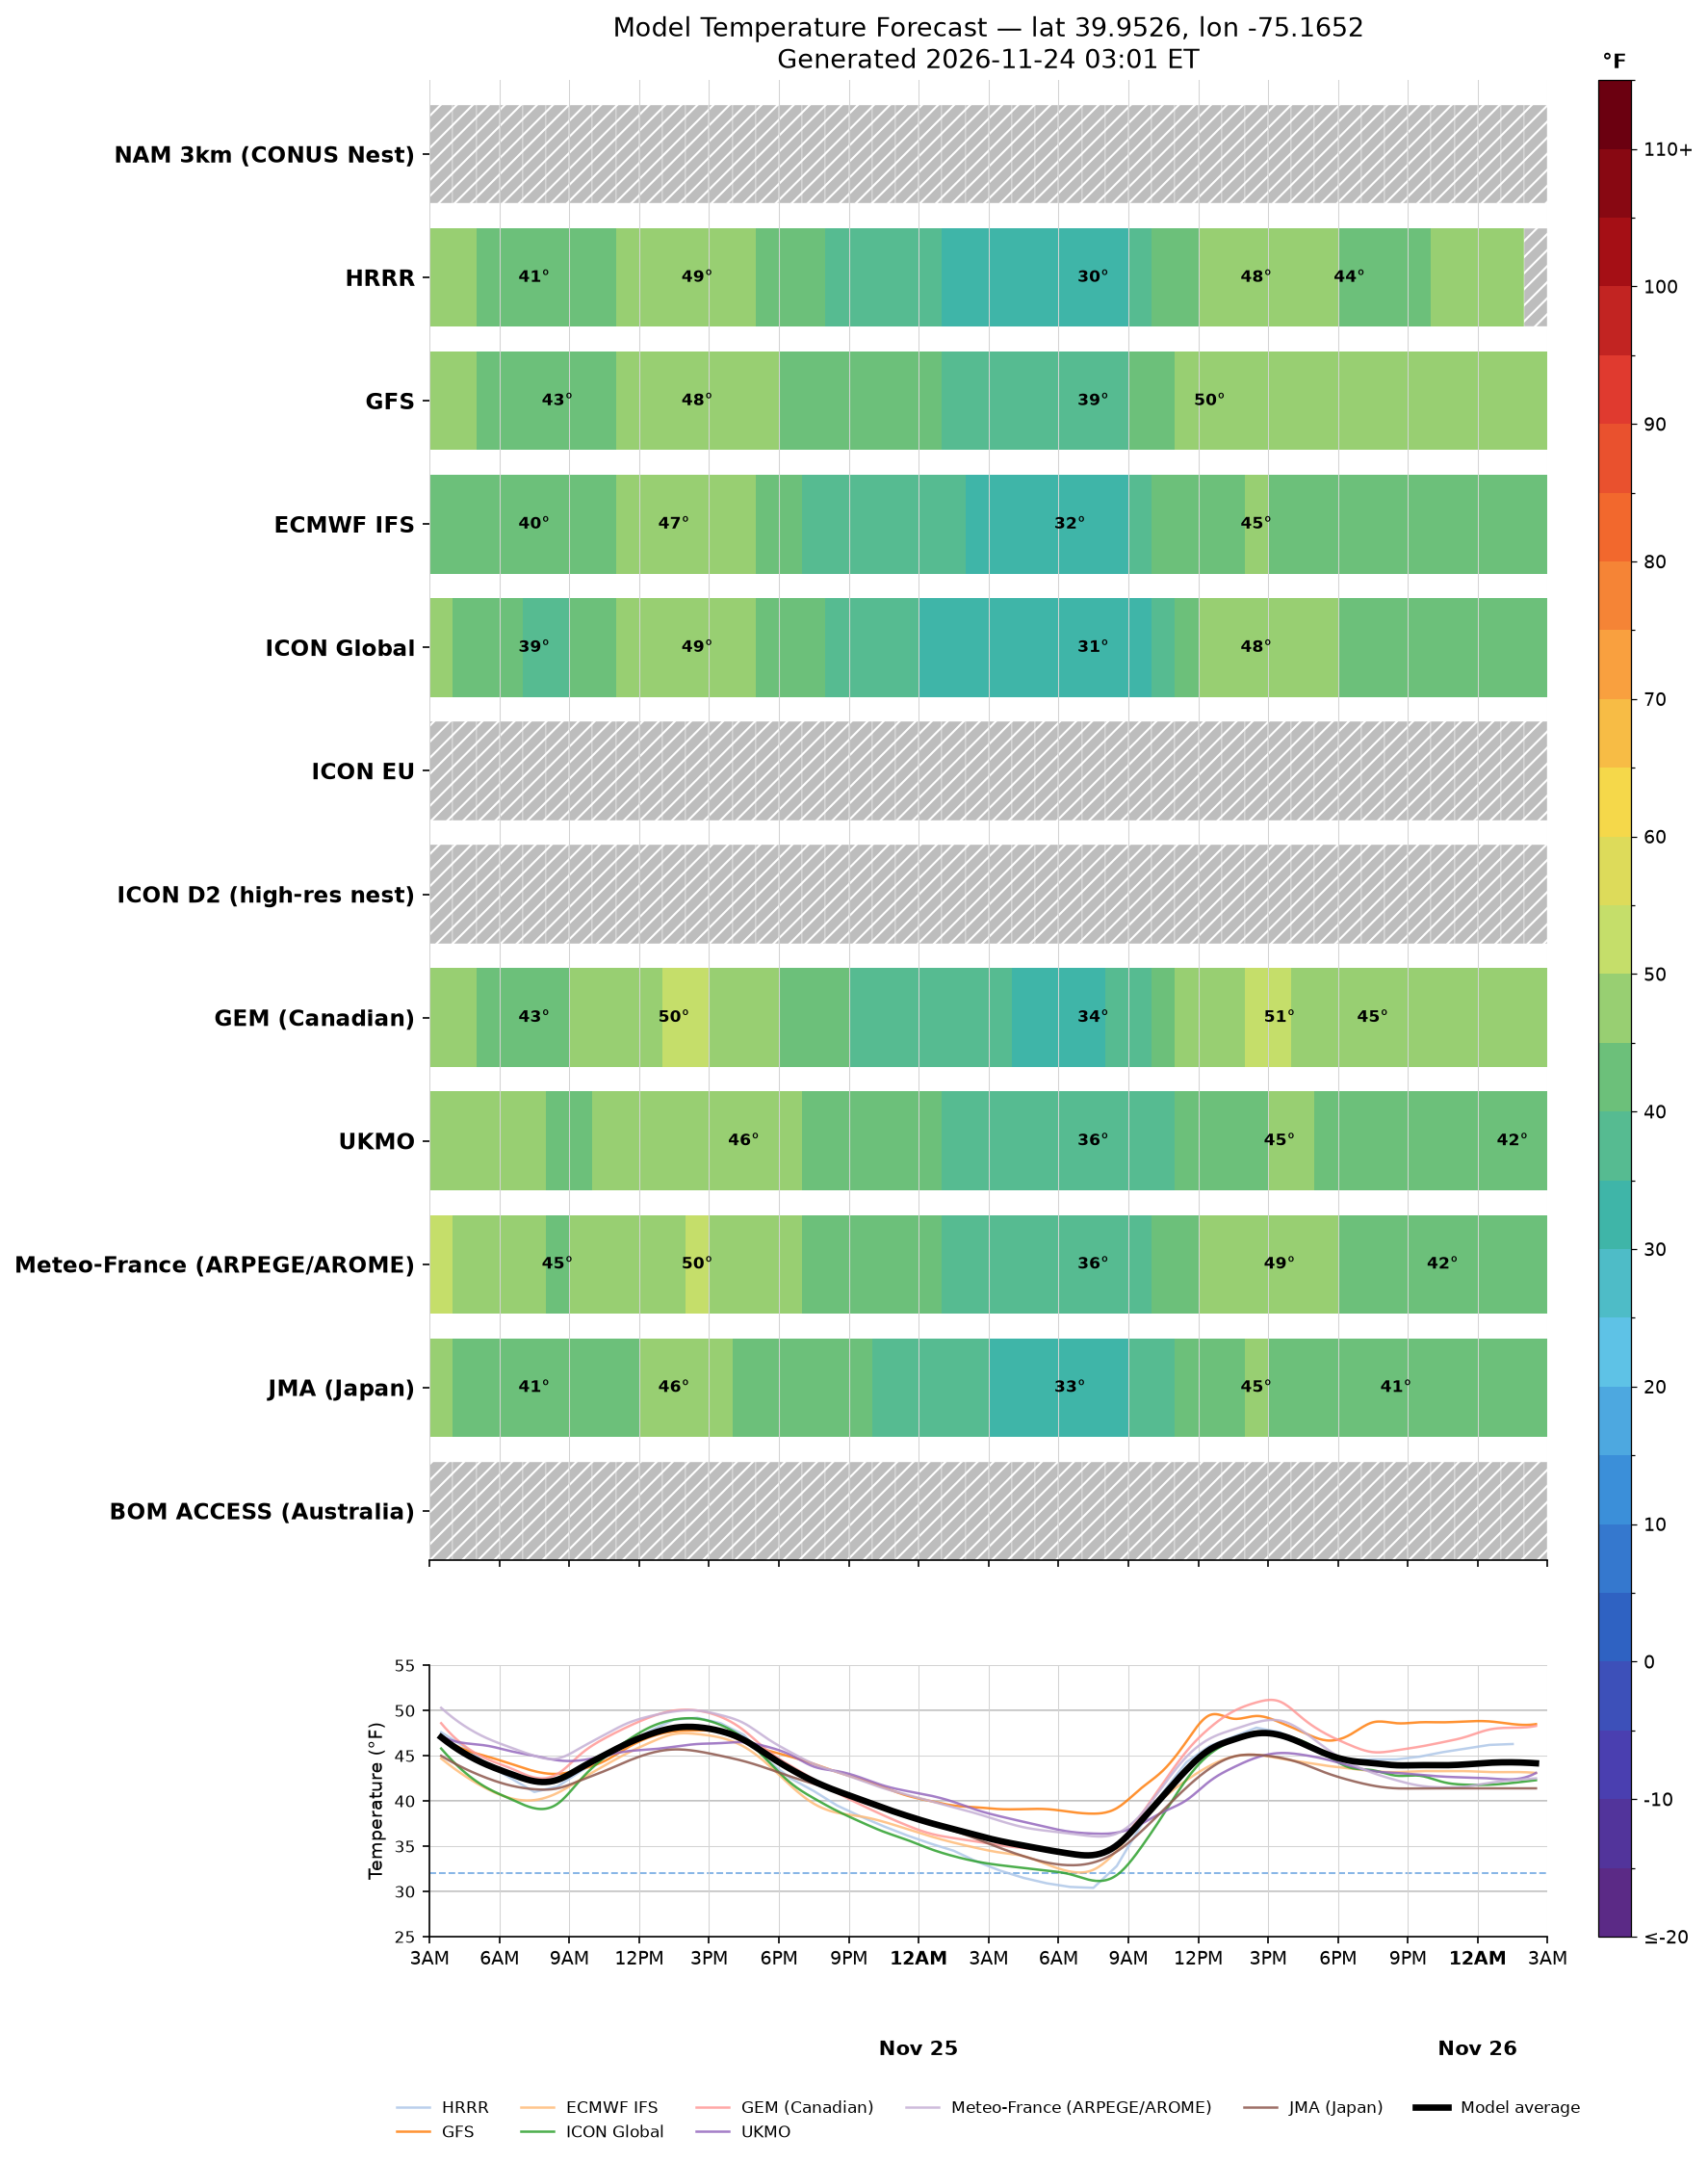 Model Temperature Forecast — lat 39.9526, lon -75.1652
Generated 2026-11-24 03:01 ET
°F
NAM 3km (CONUS Nest)
HRRR
41°
49°
30°
48°
44°
GFS
43°
48°
39°
50°
ECMWF IFS
40°
47°
32°
45°
ICON Global
39°
49°
31°
48°
ICON EU
ICON D2 (high-res nest)
GEM (Canadian)
43°
50°
34°
51°
45°
UKMO
46°
36°
45°
42°
Meteo-France (ARPEGE/AROME)
45°
50°
36°
49°
42°
JMA (Japan)
41°
46°
33°
45°
41°
BOM ACCESS (Australia)
110+
100
90
80
70
60
50
40
30
20
10
0
-10
≤-20
Temperature (°F)
55
50
45
40
35
30
25
3AM 6AM 9AM 12PM 3PM 6PM 9PM 12AM 3AM 6AM 9AM 12PM 3PM 6PM 9PM 12AM 3AM
Nov 25 Nov 26
HRRR ECMWF IFS GEM (Canadian) Meteo-France (ARPEGE/AROME) JMA (Japan) Model average
GFS ICON Global UKMO